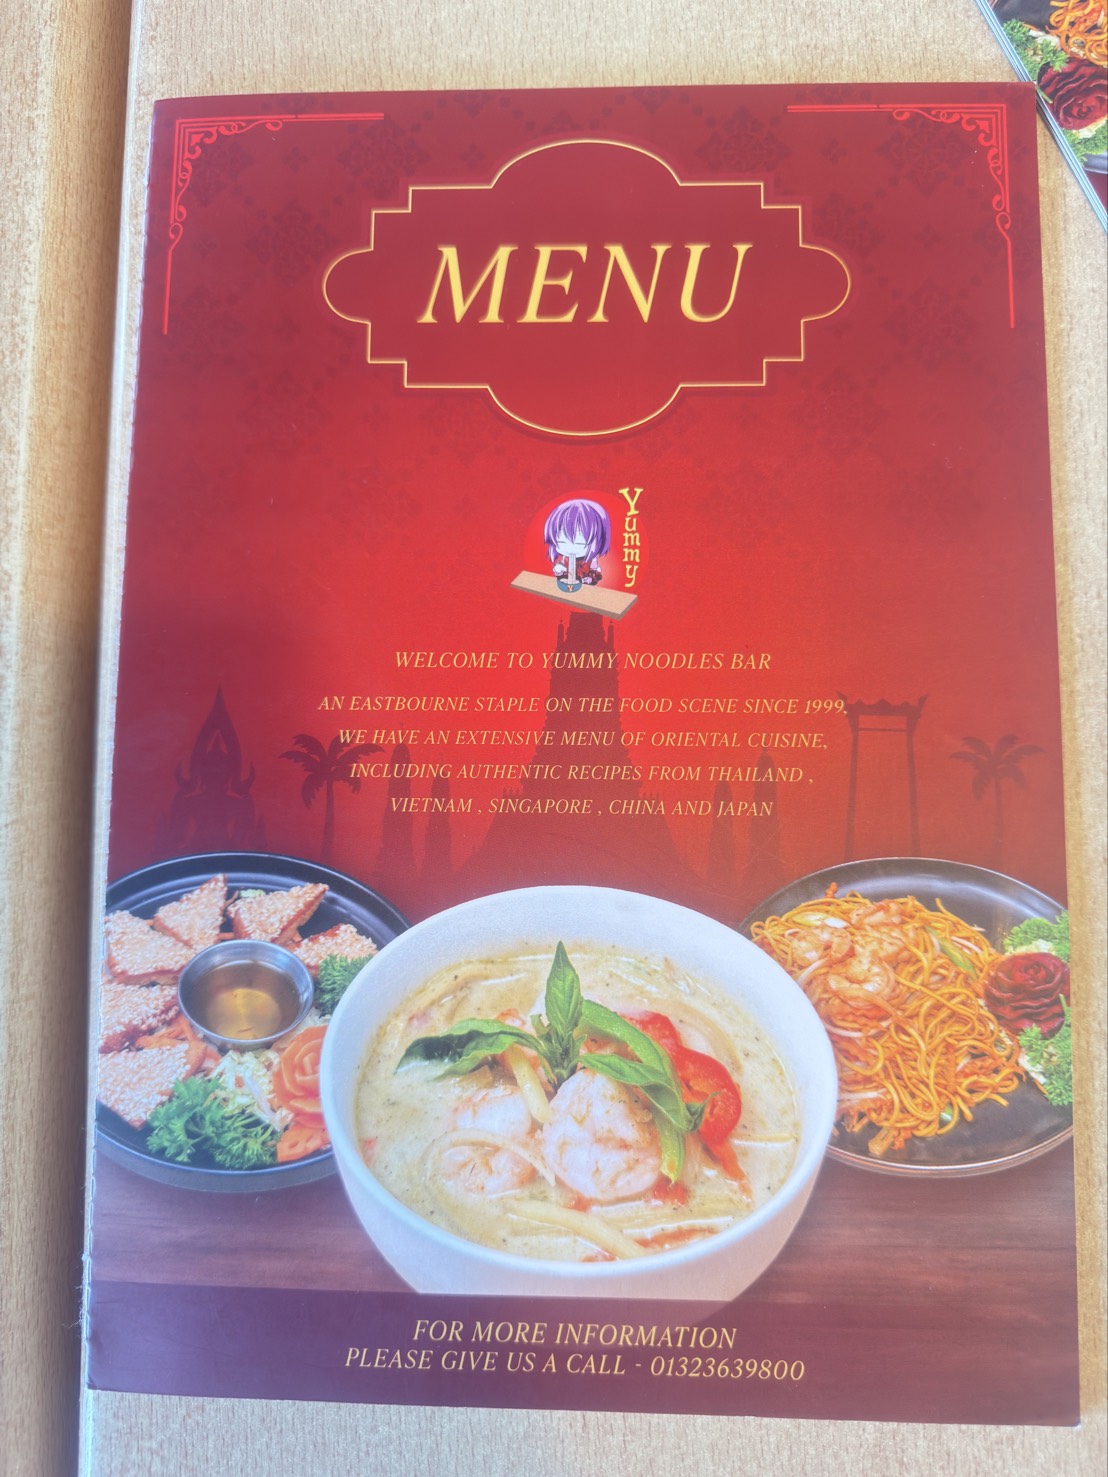 MENU
Yummy
WELCOME TO YUMMY NOODLES BAR
AN EASTBOURNE STAPLE ON THE FOOD SCENE SINCE 1999.
WE HAVE AN EXTENSIVE MENU OF ORIENTAL CUISINE,
INCLUDING AUTHENTIC RECIPES FROM THAILAND ,
VIETNAM , SINGAPORE , CHINA AND JAPAN
FOR MORE INFORMATION
PLEASE GIVE US A CALL - 01323639800